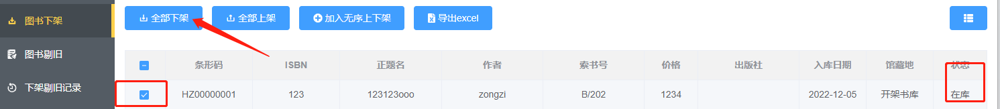 图书下架
全部下架 全部上架 加入无序上下架 导出excel
图书剔旧
条形码 ISBN 正题名 作者 索书号 价格 出版社 入库日期 馆藏地 状态
下架剔旧记录
HZ00000001 123 123123ooo zongzi B/202 1234 2022-12-05 开架书库 在库